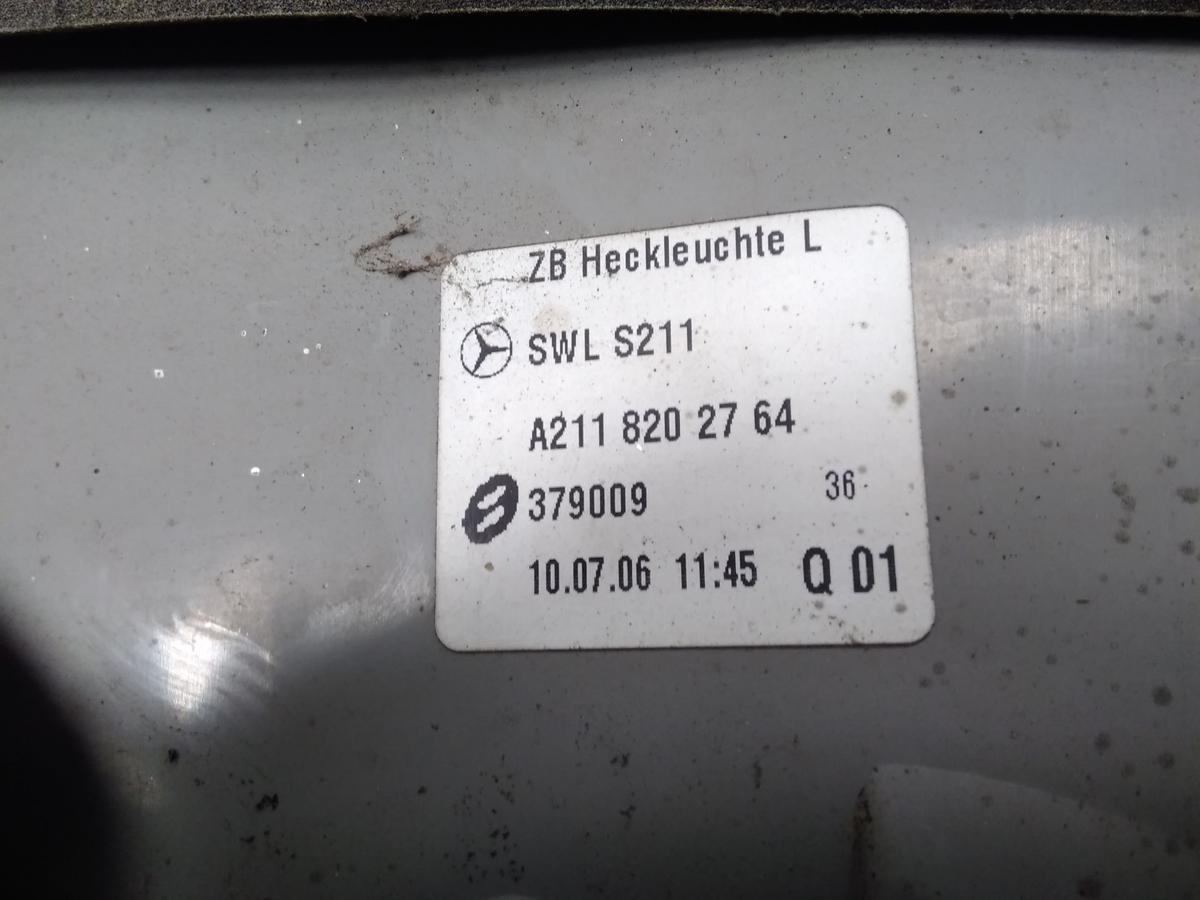 ZB Heckleuchte L
SWL S211
A211 820 27 64
379009 36
10.07.06 11:45 Q 01